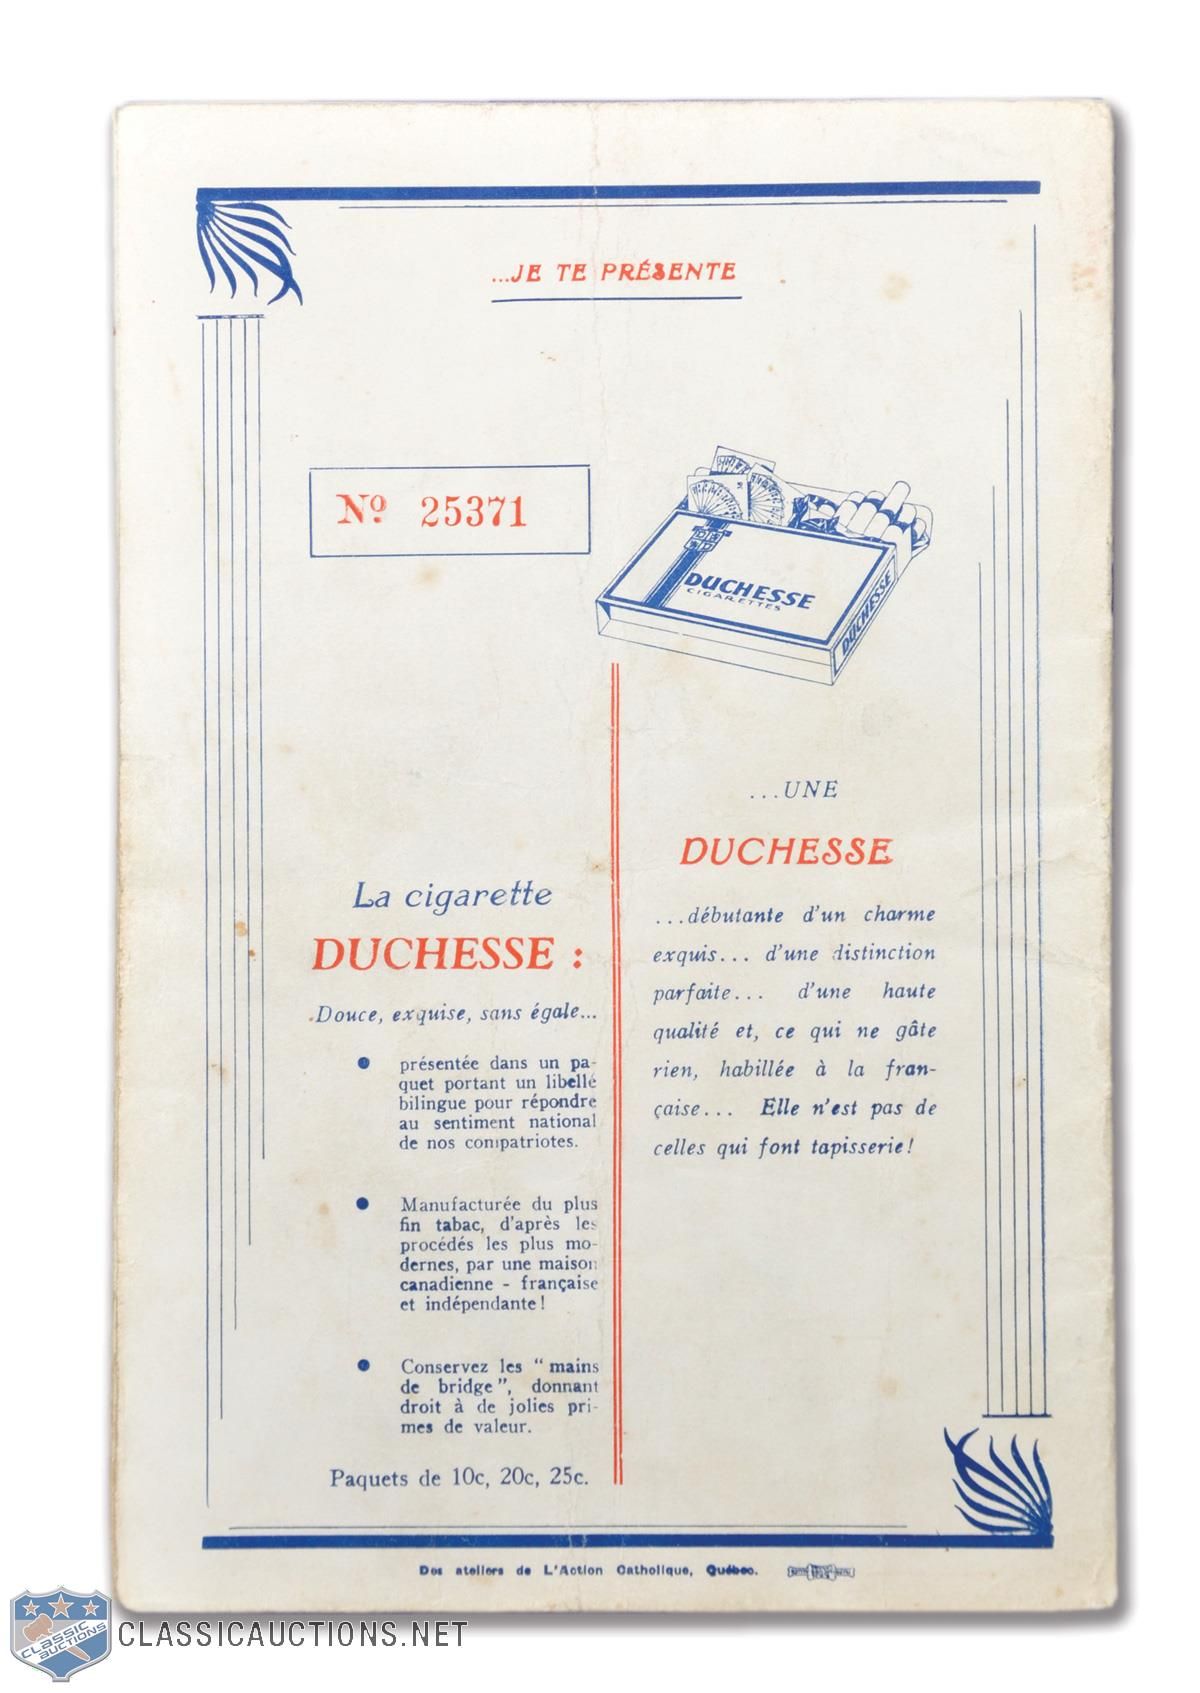 ...JE TE PRÉSENTE
Nº 25371
DUCHESSE
CIGARETTES
DUCHESSE
La cigarette
DUCHESSE :
Douce, exquise, sans égale...
● présentée dans un pa-
quet portant un libellé
bilingue pour répondre
au sentiment national
de nos compatriotes.
● Manufacturée du plus
fin tabac, d'après les
procédés les plus mo-
dernes, par une maison
canadienne - française
et indépendante !
● Conservez les " mains
de bridge ", donnant
droit à de jolies pri-
mes de valeur.
Paquets de 10c, 20c, 25c.
...UNE
DUCHESSE
...débutante d'un charme
exquis... d'une distinction
parfaite... d'une haute
qualité et, ce qui ne gâte
rien, habillée à la fran-
çaise... Elle n'est pas de
celles qui font tapisserie !
Des ateliers de L'Action Catholique, Québec.
CLASSIC
AUCTIONS
CLASSICAUCTIONS.NET